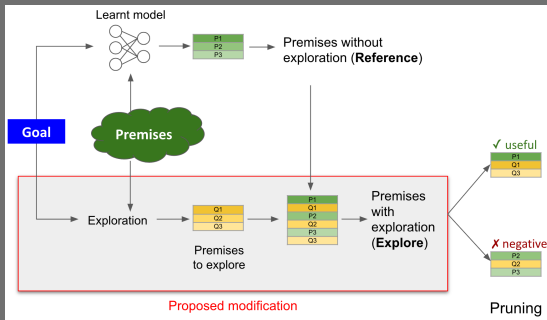 Learnt model
P1
P2
P3
Premises without
exploration (Reference)
Goal
Premises
Exploration
Q1
Q2
Q3
Premises
to explore
P1
Q1
P2
Q2
P3
Q3
Premises
with
exploration
(Explore)
Proposed modification
✓ useful
P1
Q1
Q3
✗ negative
P2
Q2
P3
Pruning